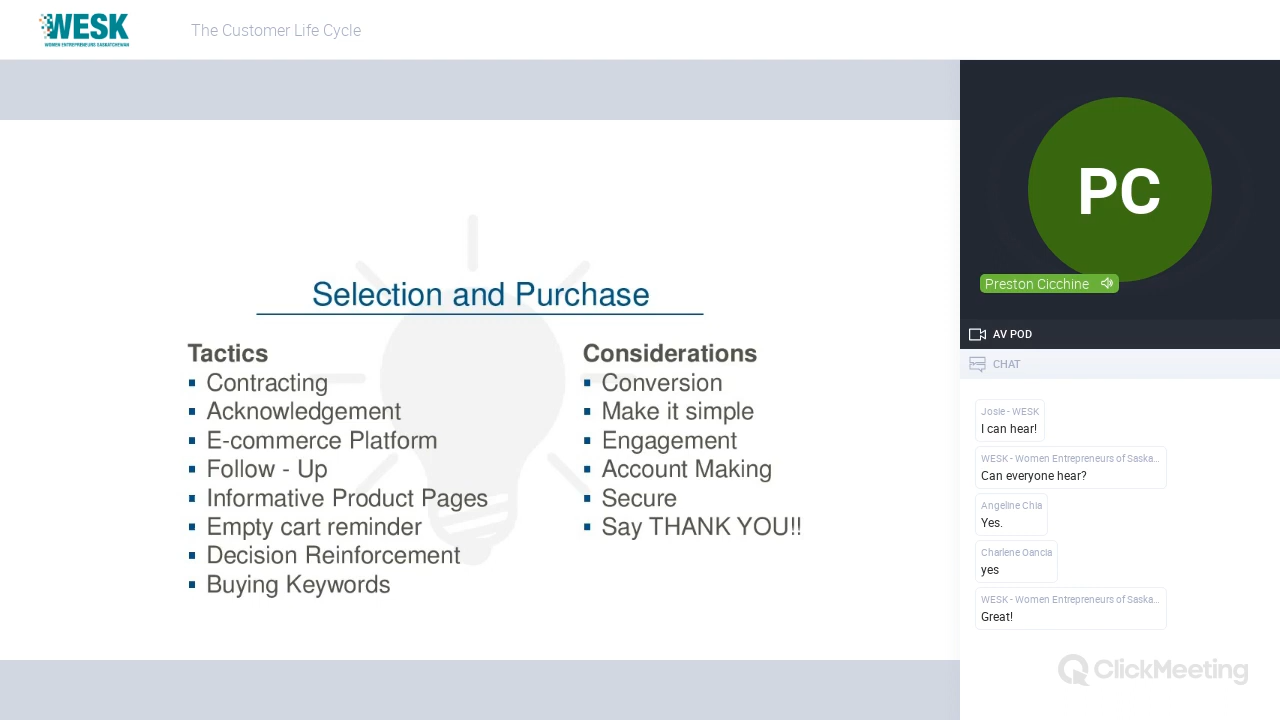 WESK
WOMEN ENTREPRENEURS SASKATCHEWAN
The Customer Life Cycle
Selection and Purchase
Tactics
▪ Contracting
▪ Acknowledgement
▪ E-commerce Platform
▪ Follow - Up
▪ Informative Product Pages
▪ Empty cart reminder
▪ Decision Reinforcement
▪ Buying Keywords
Considerations
▪ Conversion
▪ Make it simple
▪ Engagement
▪ Account Making
▪ Secure
▪ Say THANK YOU!!
PC
Preston Cicchine
AV POD
CHAT
Josie - WESK
I can hear!
WESK - Women Entrepreneurs of Saska...
Can everyone hear?
Angeline Chia
Yes.
Charlene Oancia
yes
WESK - Women Entrepreneurs of Saska...
Great!
ClickMeeting